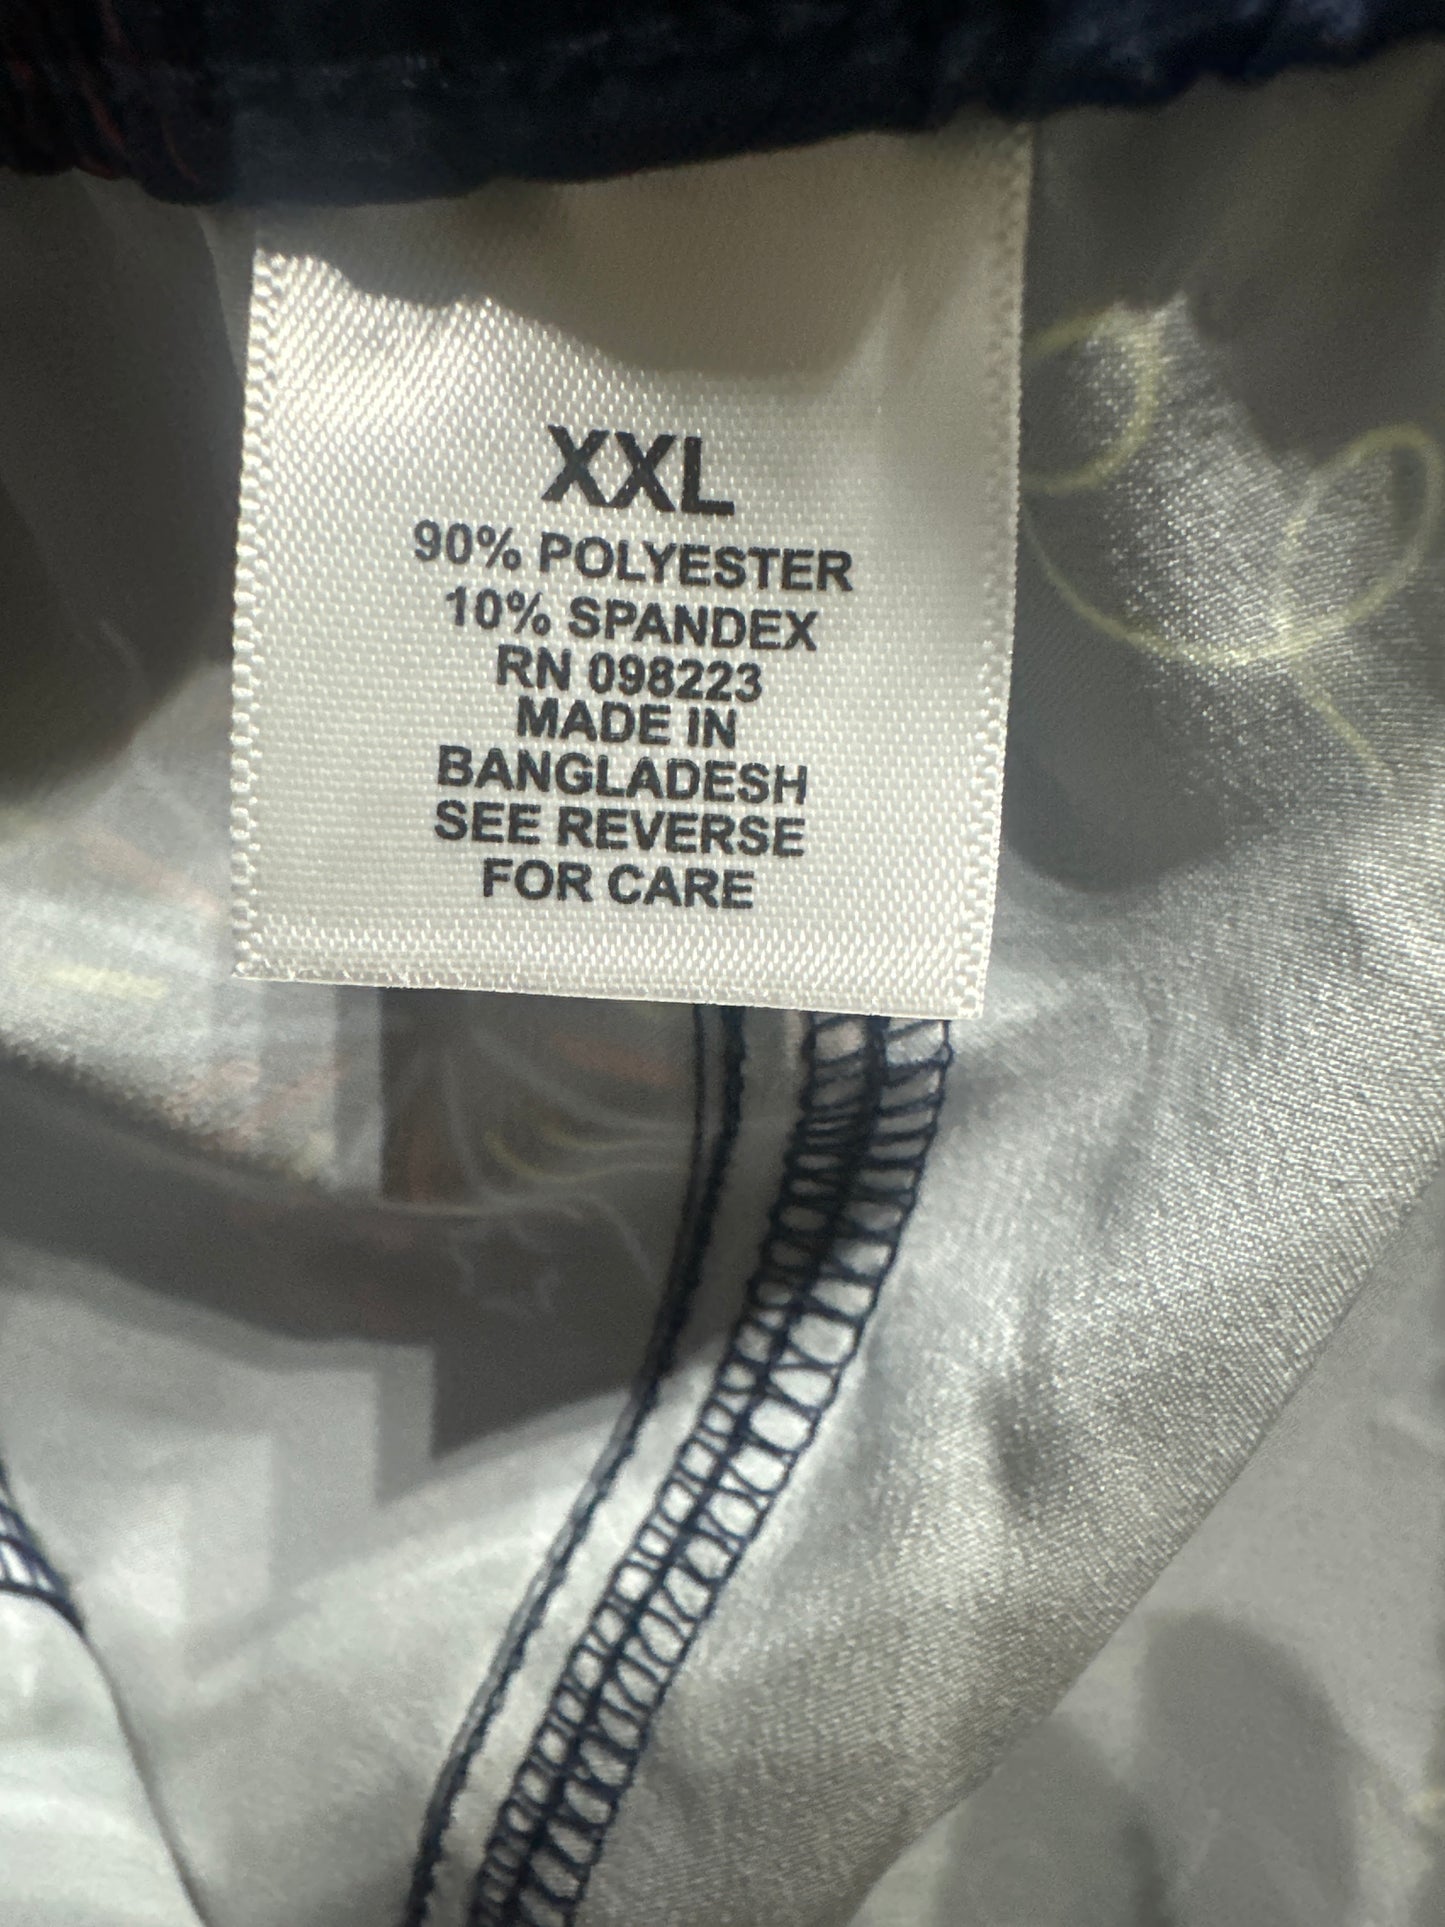 XXL
90% POLYESTER
10% SPANDEX
RN 098223
MADE IN
BANGLADESH
SEE REVERSE
FOR CARE